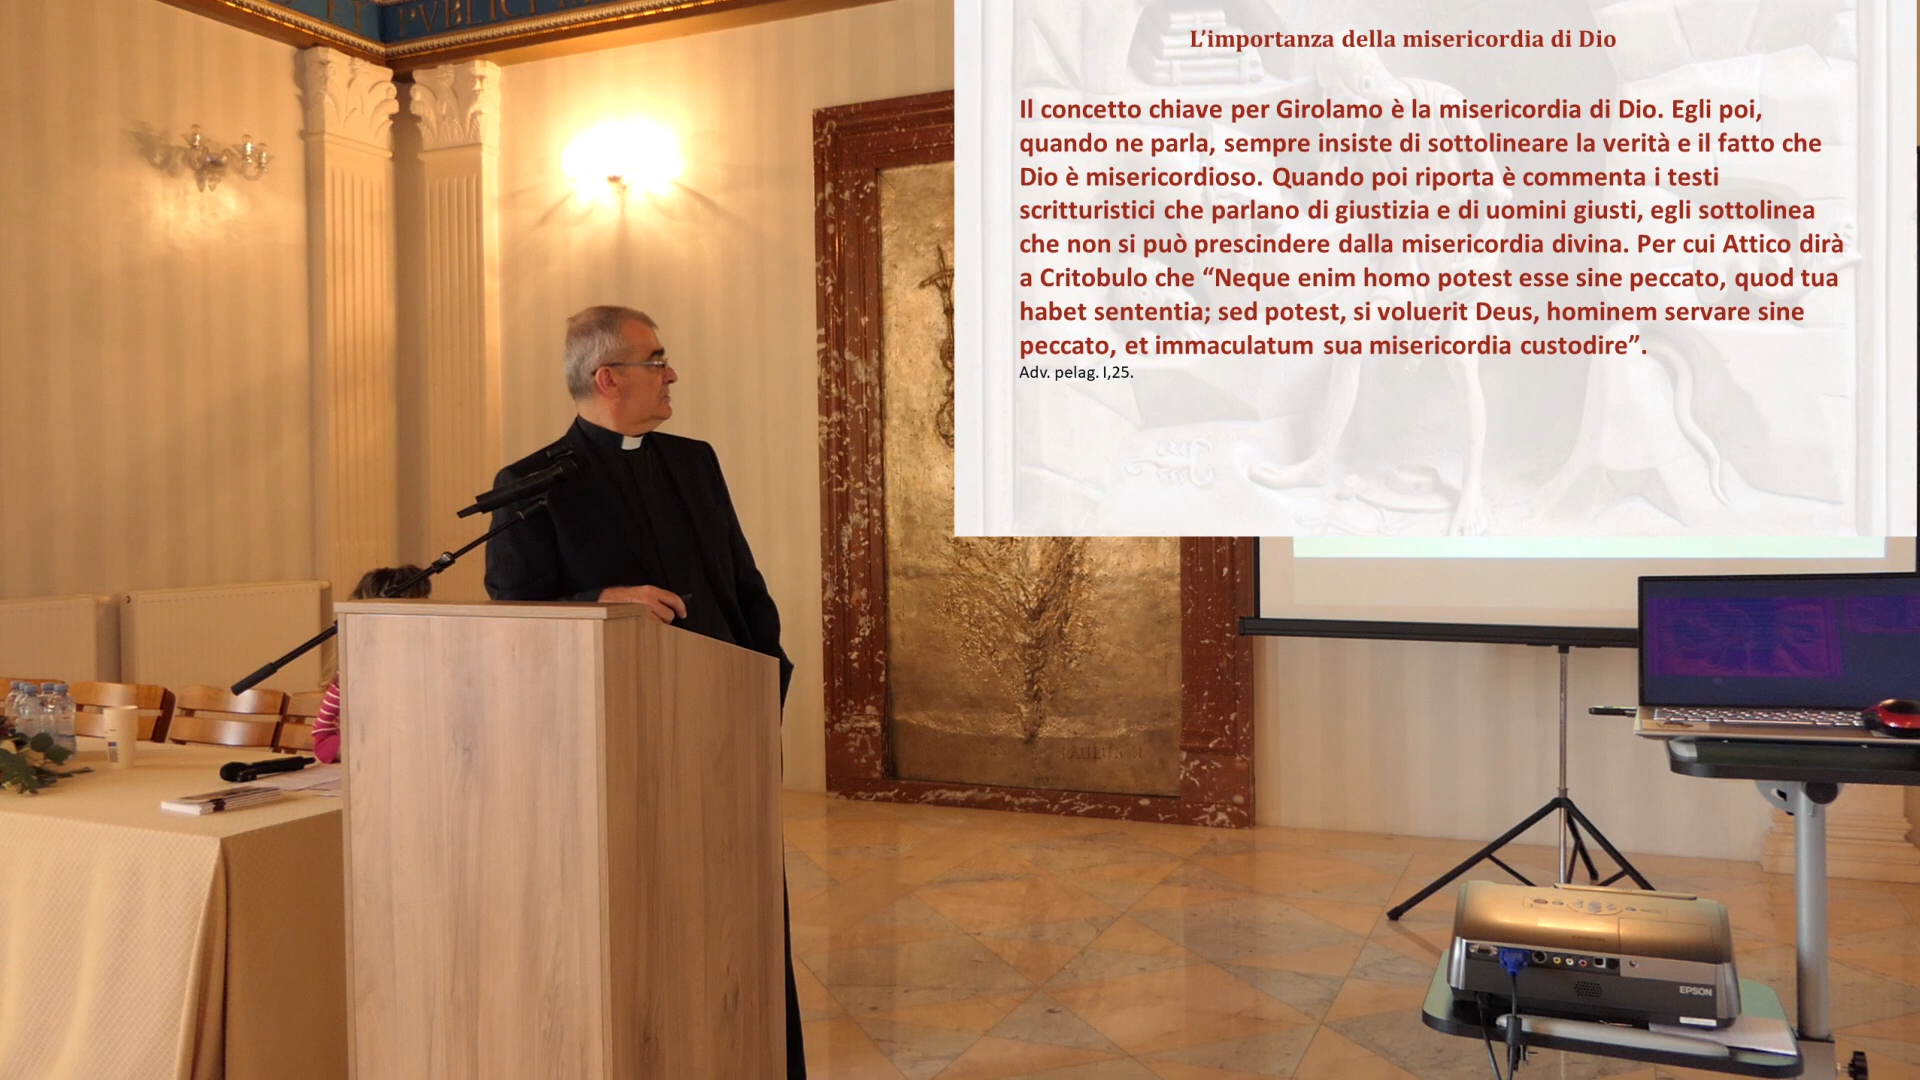 PVBLICI
L’importanza della misericordia di Dio
Il concetto chiave per Girolamo è la misericordia di Dio. Egli poi,
quando ne parla, sempre insiste di sottolineare la verità e il fatto che
Dio è misericordioso. Quando poi riporta è commenta i testi
scritturistici che parlano di giustizia e di uomini giusti, egli sottolinea
che non si può prescindere dalla misericordia divina. Per cui Attico dirà
a Critobulo che “Neque enim homo potest esse sine peccato, quod tua
habet sententia; sed potest, si voluerit Deus, hominem servare sine
peccato, et immaculatum sua misericordia custodire”.
Adv. pelag. I,25.
EPSON